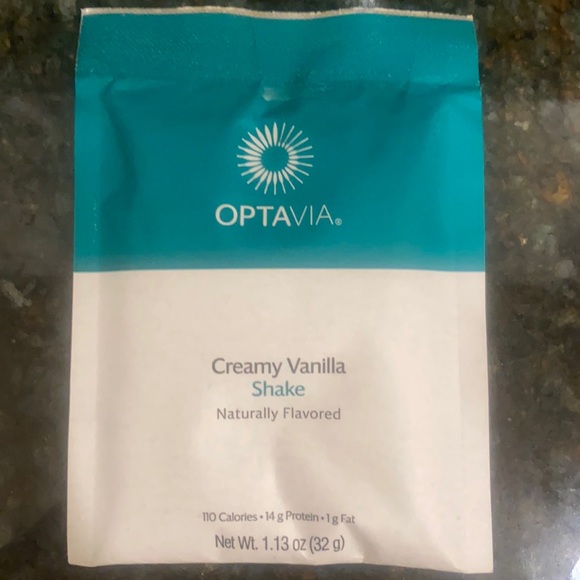 OPTAVIA®
Creamy Vanilla
Shake
Naturally Flavored
110 Calories • 14 g Protein • 1 g Fat
Net Wt. 1.13 oz (32 g)